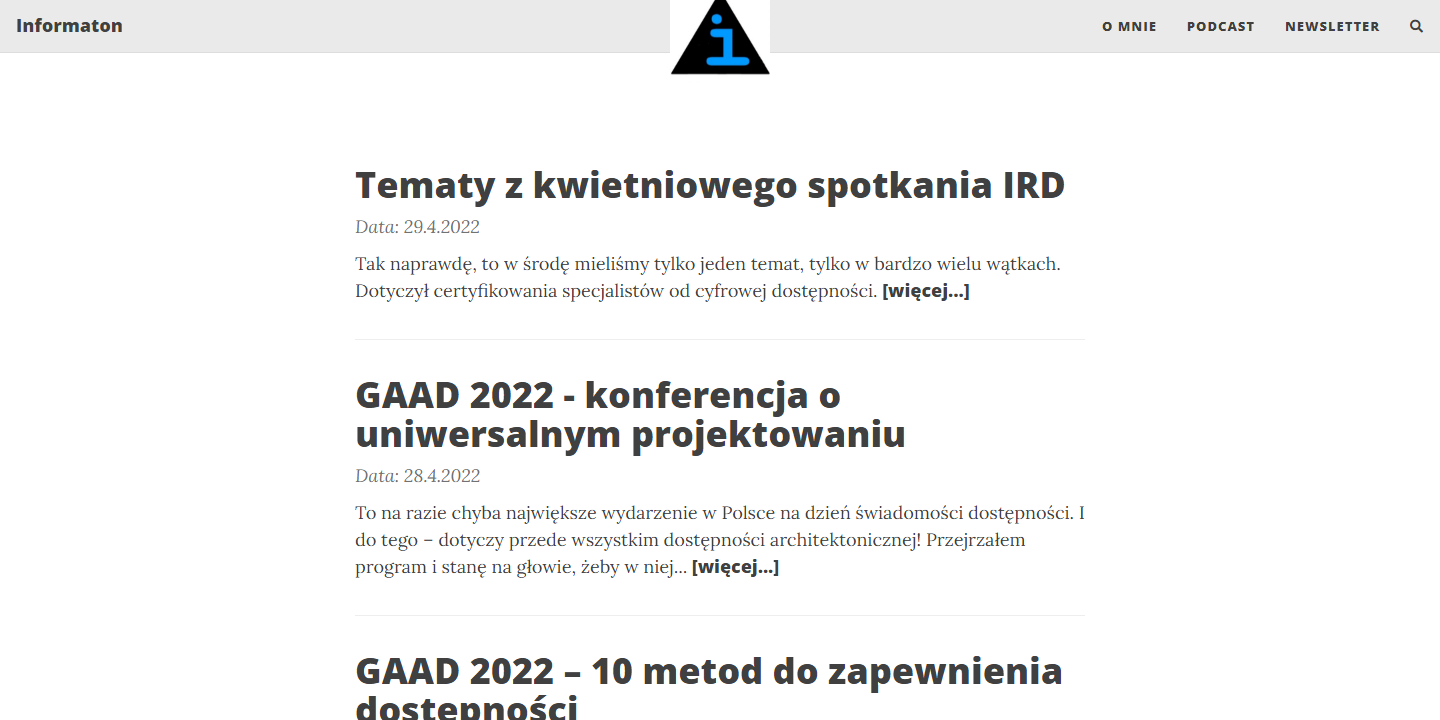 Informaton
i
O MNIE
PODCAST
NEWSLETTER
Tematy z kwietniowego spotkania IRD
Data: 29.4.2022
Tak naprawdę, to w środę mieliśmy tylko jeden temat, tylko w bardzo wielu wątkach.
Dotyczył certyfikowania specjalistów od cyfrowej dostępności. [więcej...]
GAAD 2022 - konferencja o
uniwersalnym projektowaniu
Data: 28.4.2022
To na razie chyba największe wydarzenie w Polsce na dzień świadomości dostępności. I
do tego – dotyczy przede wszystkim dostępności architektonicznej! Przejrzałem
program i stanę na głowie, żeby w niej... [więcej...]
GAAD 2022 – 10 metod do zapewnienia
dostępności